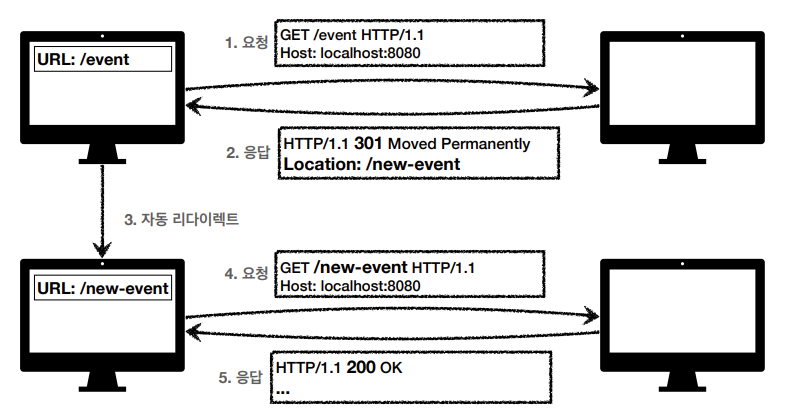 URL: /event
1. 요청
GET /event HTTP/1.1
Host: localhost:8080
2. 응답
HTTP/1.1 301 Moved Permanently
Location: /new-event
3. 자동 리다이렉트
URL: /new-event
4. 요청
GET /new-event HTTP/1.1
Host: localhost:8080
5. 응답
HTTP/1.1 200 OK
...